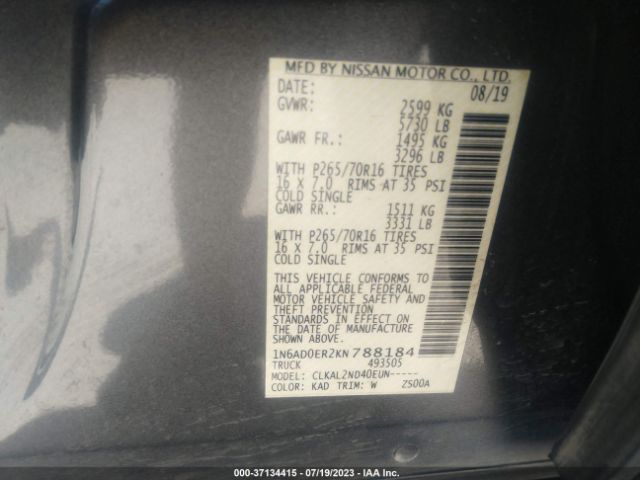 MFD BY NISSAN MOTOR CO., LTD.
DATE: 08/19
GVWR: 2599 KG
5730 LB
GAWR FR.: 1495 KG
3296 LB
WITH P265/70R16 TIRES
16 X 7.0 RIMS AT 35 PSI
COLD SINGLE
GAWR RR.: 1511 KG
3331 LB
WITH P265/70R16 TIRES
16 X 7.0 RIMS AT 35 PSI
COLD SINGLE
THIS VEHICLE CONFORMS TO
ALL APPLICABLE FEDERAL
MOTOR VEHICLE SAFETY AND
THEFT PREVENTION
STANDARDS IN EFFECT ON
THE DATE OF MANUFACTURE
SHOWN ABOVE.
1N6AD0ER2KN788184
TRUCK 493505
MODEL: CLKAL2ND40EUN-----
COLOR: KAD TRIM: W ZS00A
000-37134415 - 07/19/2023 - IAA Inc.